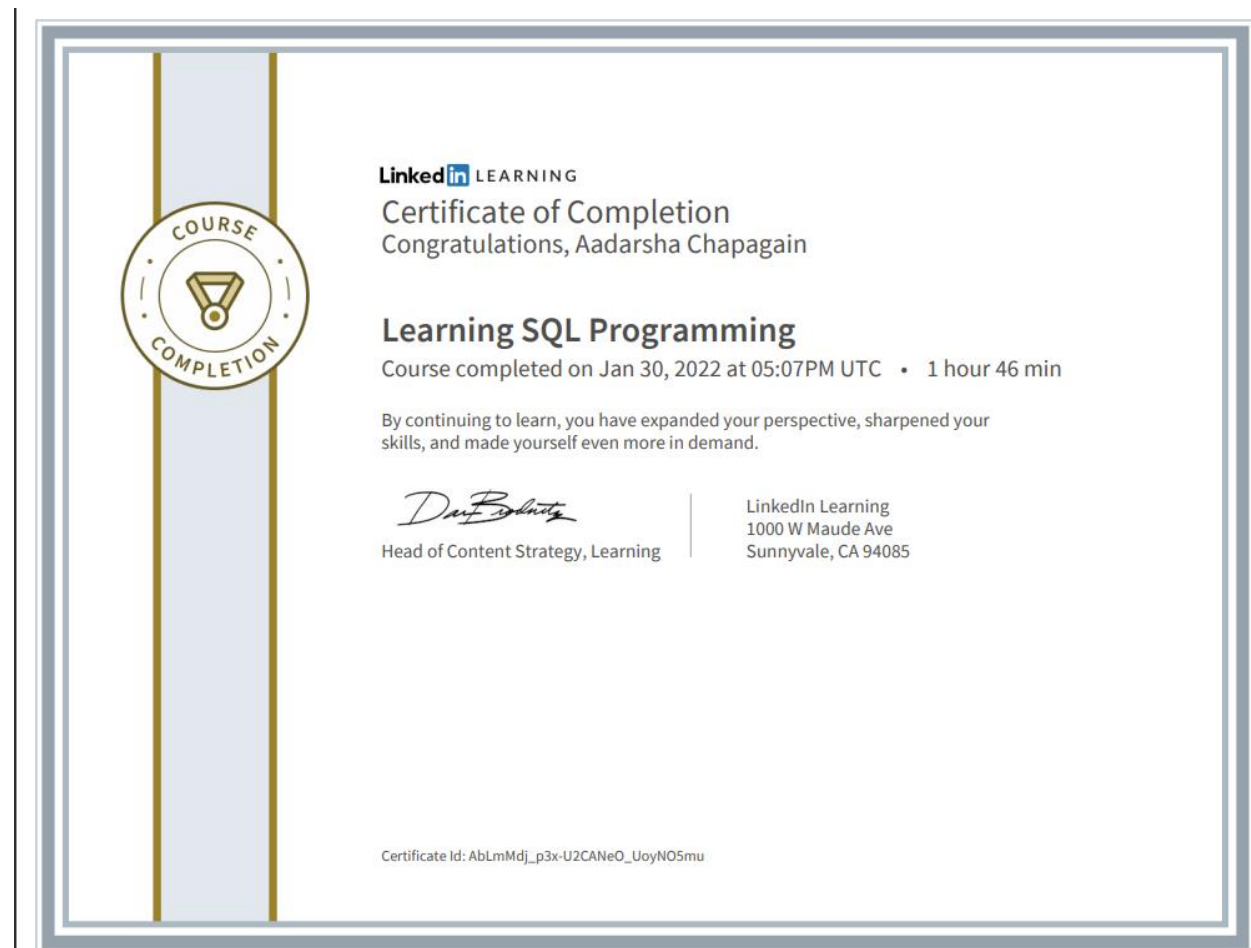 COURSE
COMPLETION
Linked in LEARNING
Certificate of Completion
Congratulations, Aadarsha Chapagain
Learning SQL Programming
Course completed on Jan 30, 2022 at 05:07PM UTC • 1 hour 46 min
By continuing to learn, you have expanded your perspective, sharpened your
skills, and made yourself even more in demand.
Head of Content Strategy, Learning
LinkedIn Learning
1000 W Maude Ave
Sunnyvale, CA 94085
Certificate Id: AbLmMdj_p3x-U2CANeO_UoyNO5mu